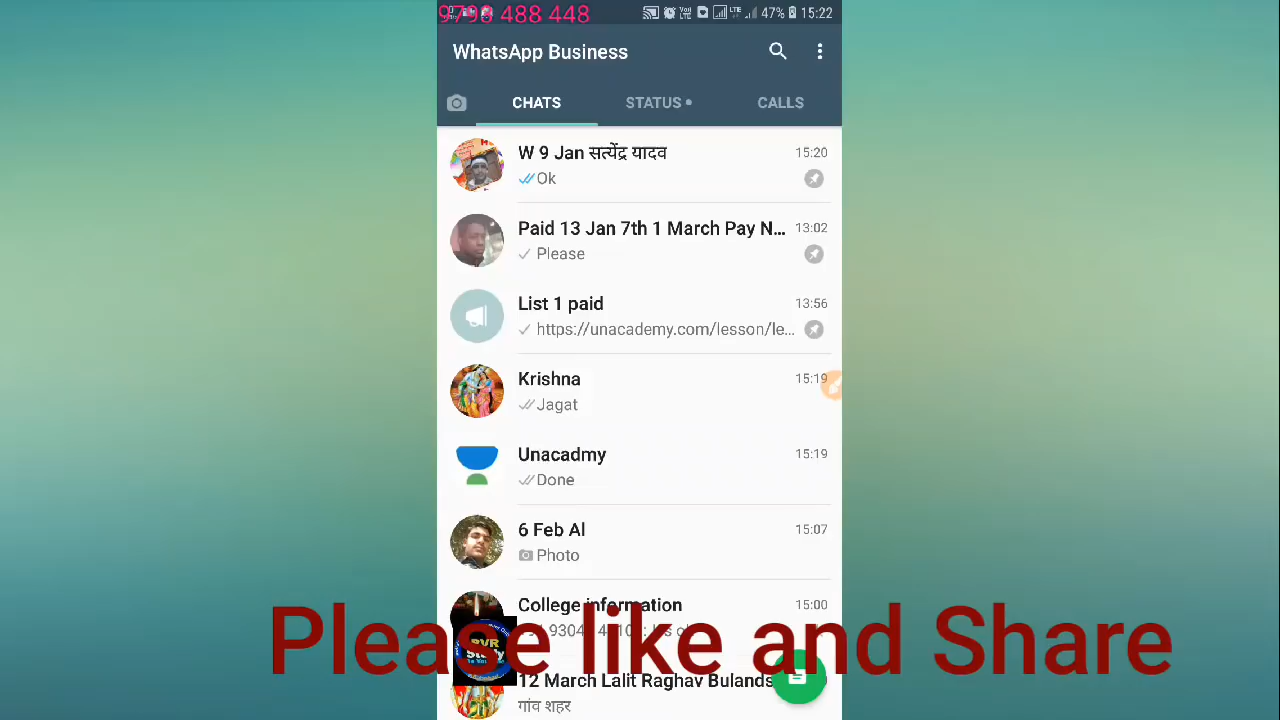 9798 488 448
47% 15:22
WhatsApp Business
CHATS
STATUS
CALLS
W 9 Jan सत्येंद्र यादव
15:20
Ok
Paid 13 Jan 7th 1 March Pay N...
13:02
Please
List 1 paid
13:56
https://unacademy.com/lesson/le...
Krishna
15:19
Jagat
Unacadmy
15:19
Done
6 Feb Al
15:07
Photo
College information
15:00
Please like and Share
PVR
Study
12 March Lalit Raghav Bulands
गांव शहर